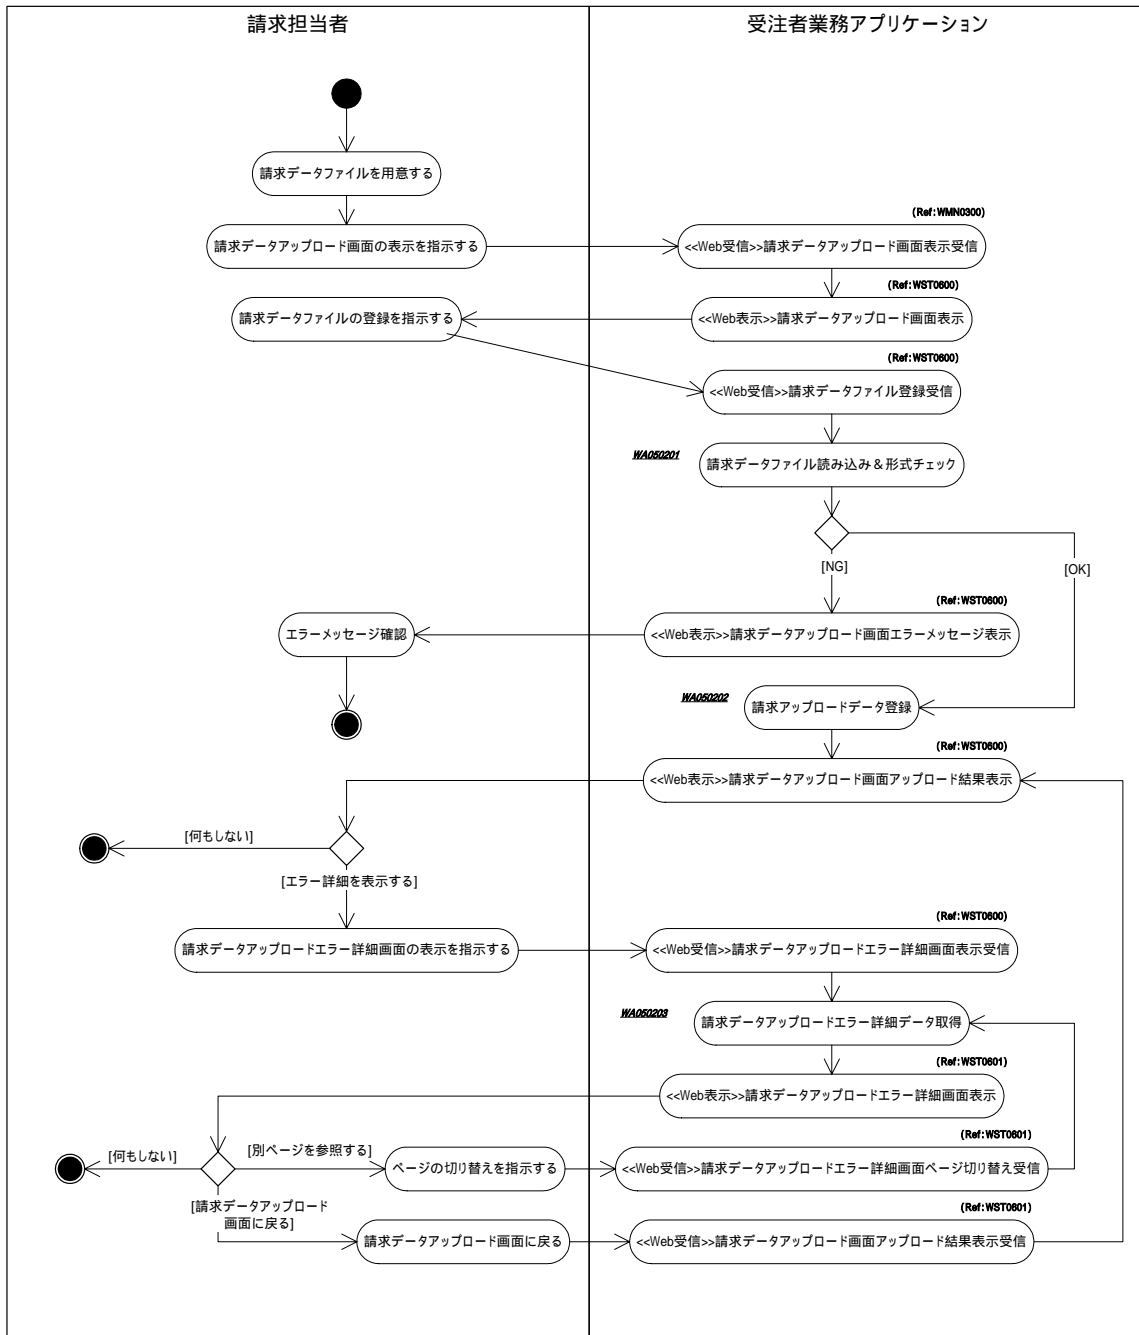 請求担当者
受注者業務アプリケーション
請求データファイルを用意する
(Ref:WMN0300)
請求データアップロード画面の表示を指示する
<<Web受信>>請求データアップロード画面表示受信
(Ref:WST0600)
請求データファイルの登録を指示する
<<Web表示>>請求データアップロード画面表示
(Ref:WST0600)
<<Web受信>>請求データファイル登録受信
WA050201
請求データファイル読み込み＆形式チェック
[NG]
[OK]
(Ref:WST0600)
エラーメッセージ確認
<<Web表示>>請求データアップロード画面エラーメッセージ表示
WA050202
請求アップロードデータ登録
(Ref:WST0600)
<<Web表示>>請求データアップロード画面アップロード結果表示
[何もしない]
[エラー詳細を表示する]
(Ref:WST0600)
請求データアップロードエラー詳細画面の表示を指示する
<<Web受信>>請求データアップロードエラー詳細画面表示受信
WA050203
請求データアップロードエラー詳細データ取得
(Ref:WST0601)
<<Web表示>>請求データアップロードエラー詳細画面表示
(Ref:WST0601)
[何もしない]
[別ページを参照する]
ページの切り替えを指示する
<<Web受信>>請求データアップロードエラー詳細画面ページ切り替え受信
[請求データアップロード
画面に戻る]
(Ref:WST0601)
請求データアップロード画面に戻る
<<Web受信>>請求データアップロード画面アップロード結果表示受信